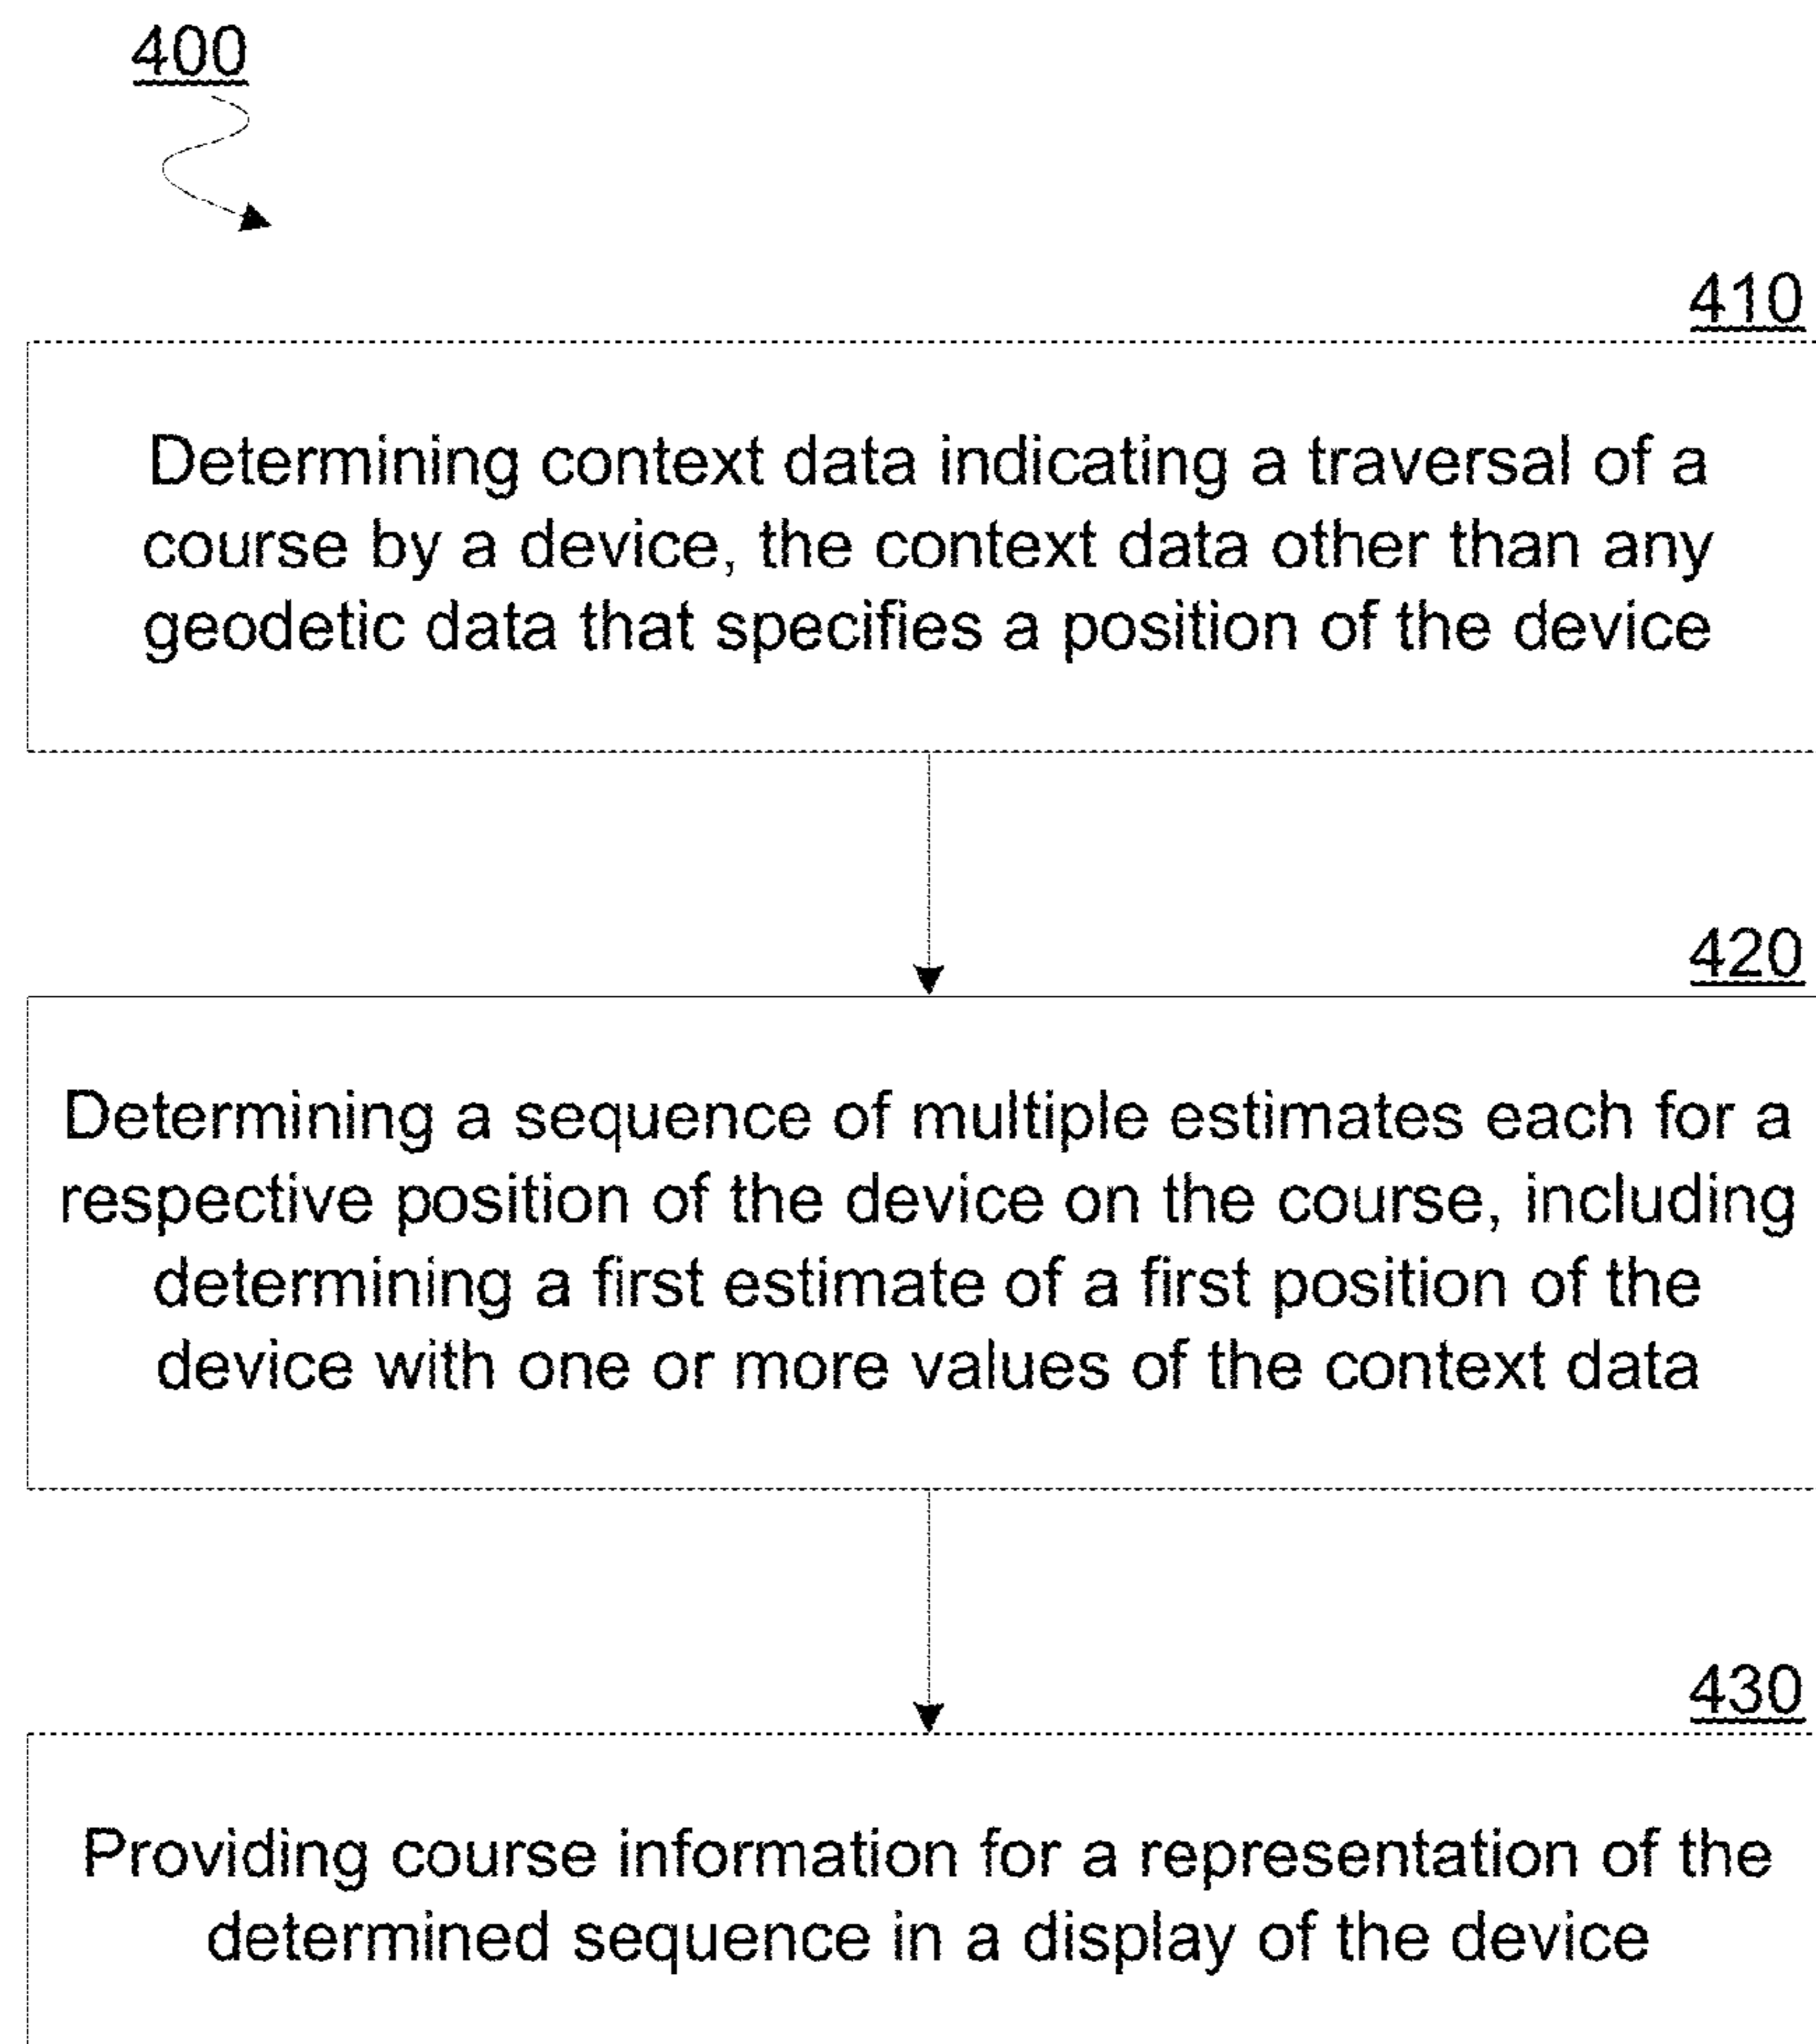 400
410
Determining context data indicating a traversal of a
course by a device, the context data other than any
geodetic data that specifies a position of the device
420
Determining a sequence of multiple estimates each for a
respective position of the device on the course, including
determining a first estimate of a first position of the
device with one or more values of the context data
430
Providing course information for a representation of the
determined sequence in a display of the device